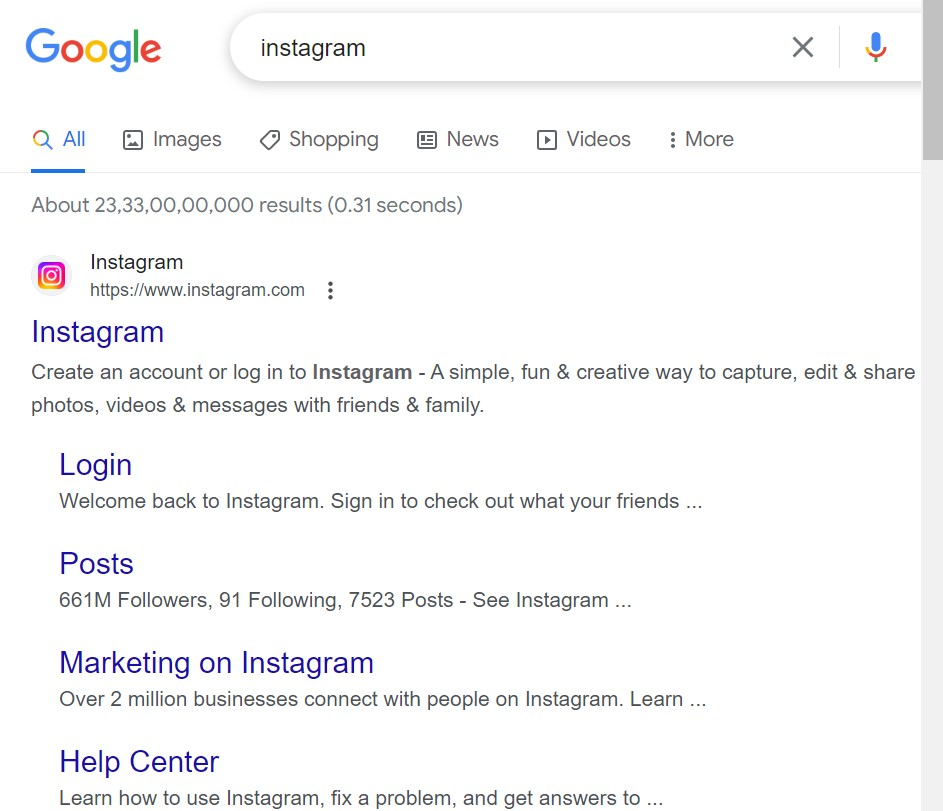 Google
instagram
All Images Shopping News Videos More
About 23,33,00,00,000 results (0.31 seconds)
Instagram
https://www.instagram.com
Instagram
Create an account or log in to Instagram - A simple, fun & creative way to capture, edit & share
photos, videos & messages with friends & family.
Login
Welcome back to Instagram. Sign in to check out what your friends ...
Posts
661M Followers, 91 Following, 7523 Posts - See Instagram ...
Marketing on Instagram
Over 2 million businesses connect with people on Instagram. Learn ...
Help Center
Learn how to use Instagram, fix a problem, and get answers to ...